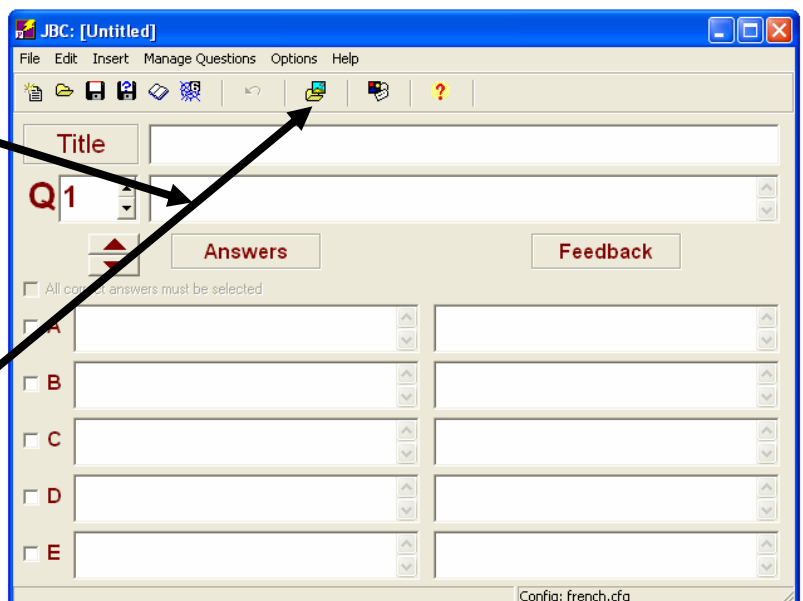 JBC: [Untitled]
File Edit Insert Manage Questions Options Help
Title
Q 1
Answers Feedback
All correct answers must be selected
A
B
C
D
E
Config: french.cfg